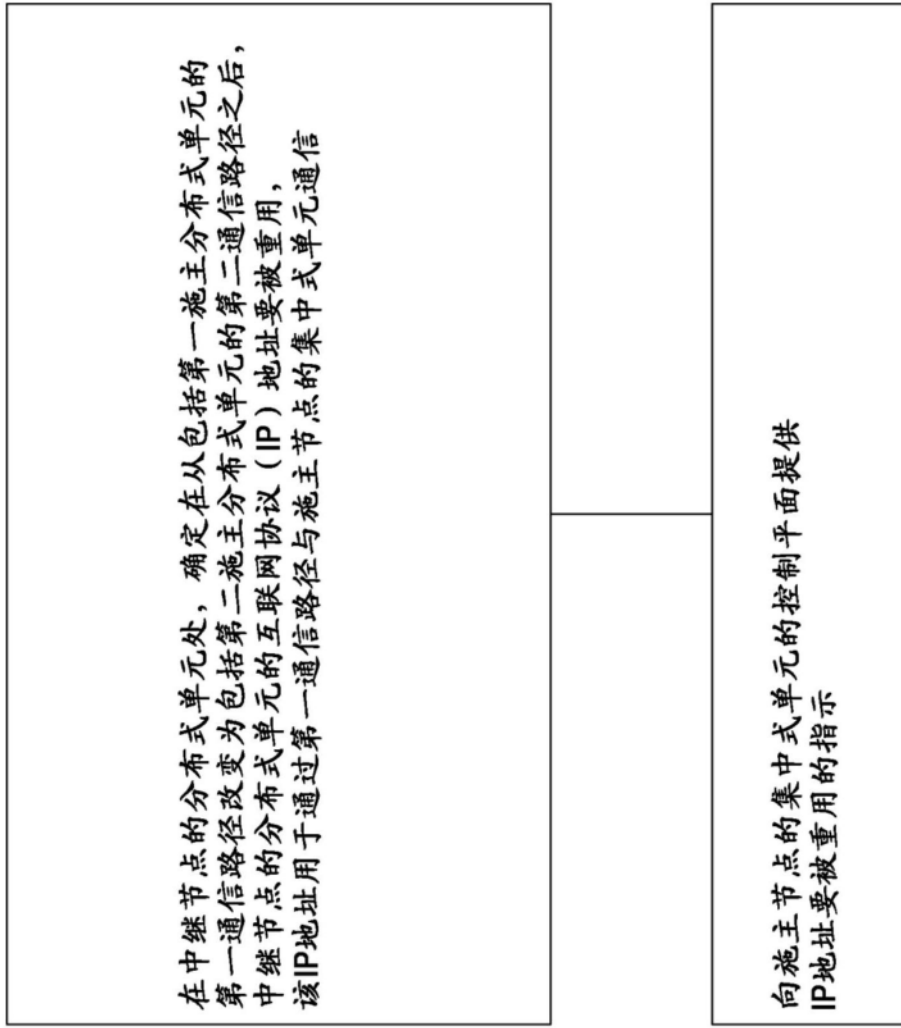 在中继节点的分布式单元处，确定在从包括第一施主分布式单元的
第一通信路径改变为包括第二施主分布式单元的第二通信路径之后，
中继节点的分布式单元的互联网协议（IP）地址要被重用，
该IP地址用于通过第一通信路径与施主节点的集中式单元通信
向施主节点的集中式单元的控制平面提供
IP地址要被重用的指示